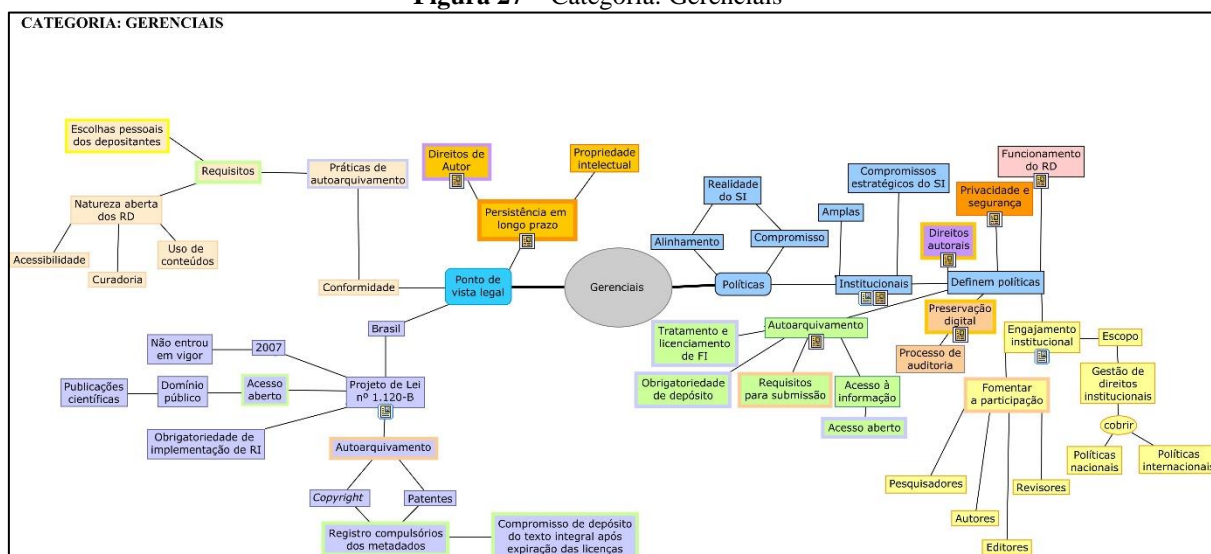 Figura 27 – Categoria: Gerenciais
CATEGORIA: GERENCIAIS
Escolhas pessoais
dos depositantes
Requisitos
Práticas de
autoarquivamento
Natureza aberta
dos RD
Acessibilidade
Curadoria
Uso de
conteúdos
Conformidade
Direitos de
Autor
Propriedade
intelectual
Persistência em
longo prazo
Ponto de
vista legal
Brasil
Não entrou
em vigor
2007
Publicações
científicas
Domínio
público
Acesso
aberto
Projeto de Lei
nº 1.120-B
Obrigatoriedade de
implementação de RI
Autoarquivamento
Copyright
Patentes
Registro compulsórios
dos metadados
Compromisso de depósito
do texto integral após
expiração das licenças
Gerenciais
Realidade
do SI
Alinhamento
Compromisso
Políticas
Compromissos
estratégicos do SI
Amplas
Institucionais
Funcionamento
do RD
Privacidade e
segurança
Direitos
autorais
Definem políticas
Autoarquivamento
Tratamento e
licenciamento
de FI
Obrigatoriedade
de depósito
Requisitos
para submissão
Acesso à
informação
Acesso aberto
Preservação
digital
Processo de
auditoria
Engajamento
institucional
Escopo
Gestão de
direitos
institucionais
cobrir
Políticas
nacionais
Políticas
internacionais
Fomentar
a participação
Pesquisadores
Autores
Editores
Revisores